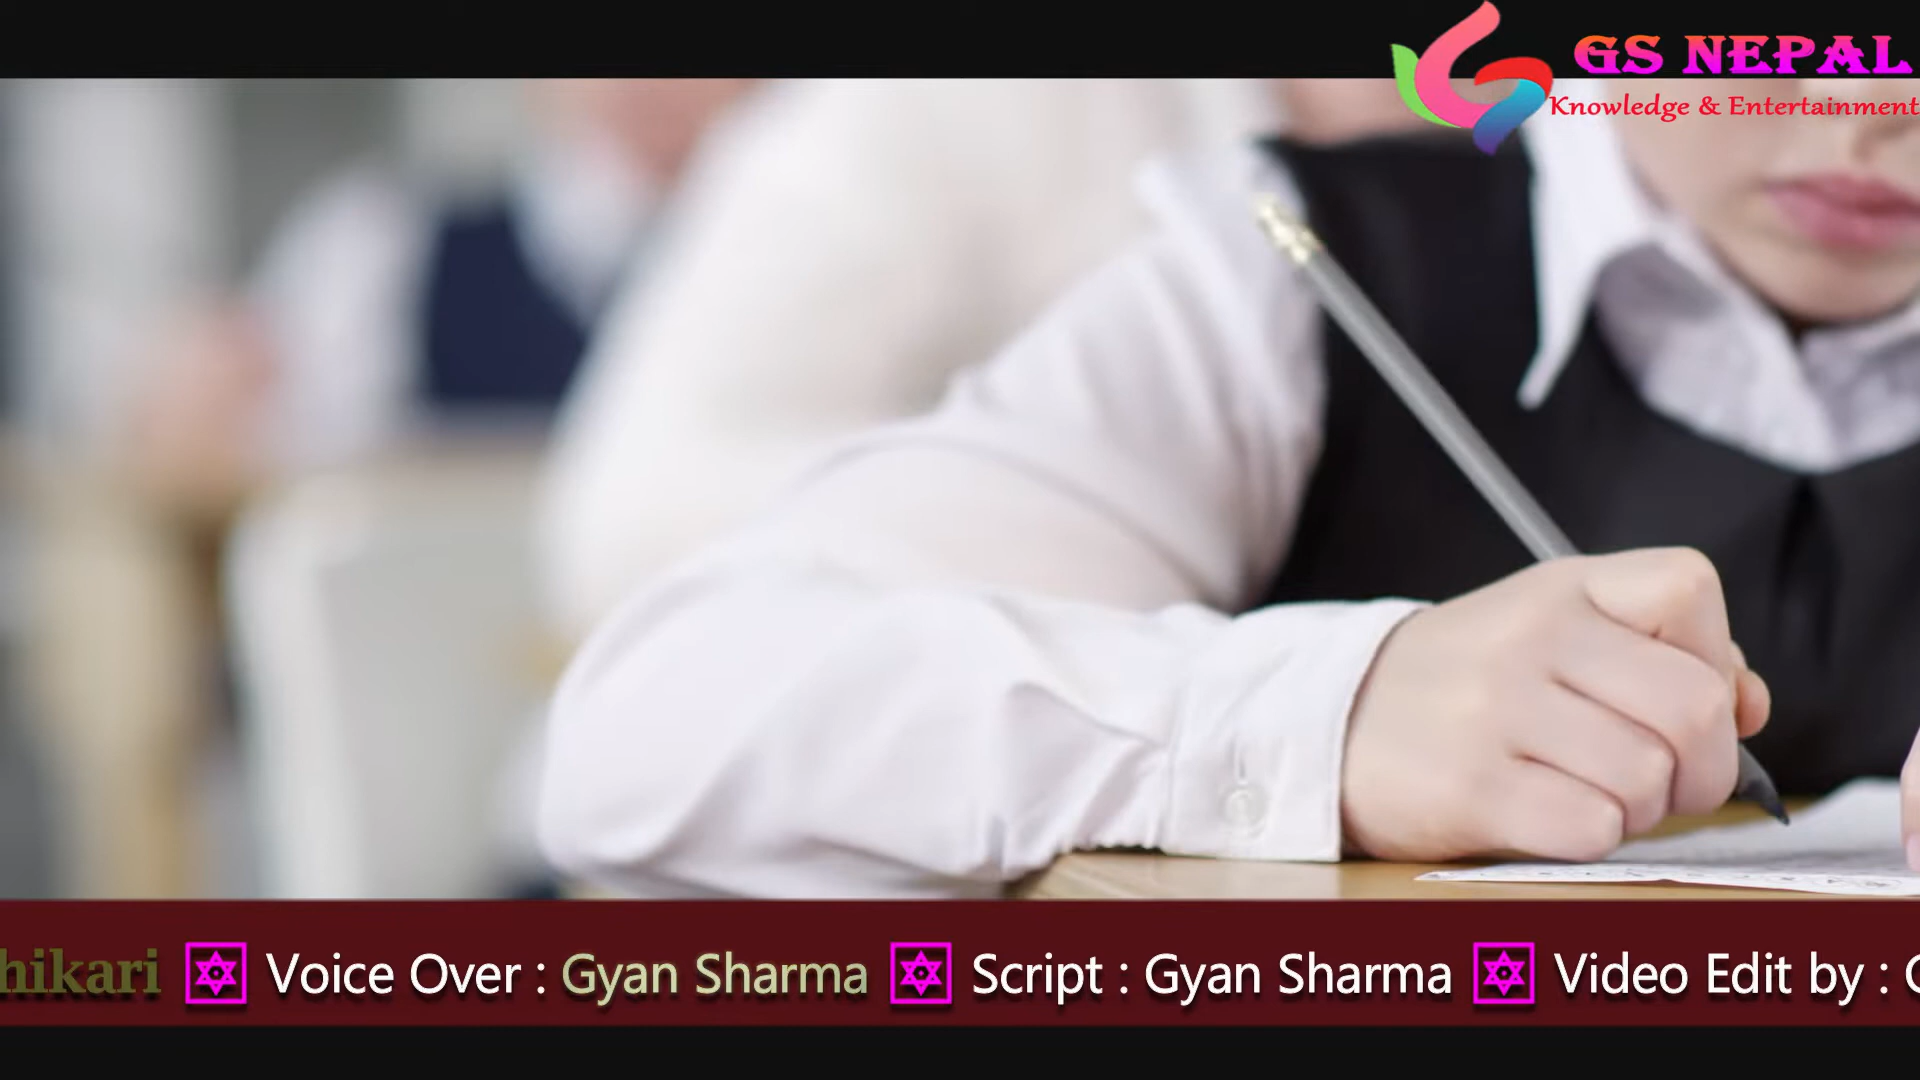 GS NEPAL
Knowledge & Entertainment
hikari Voice Over : Gyan Sharma Script : Gyan Sharma Video Edit by :